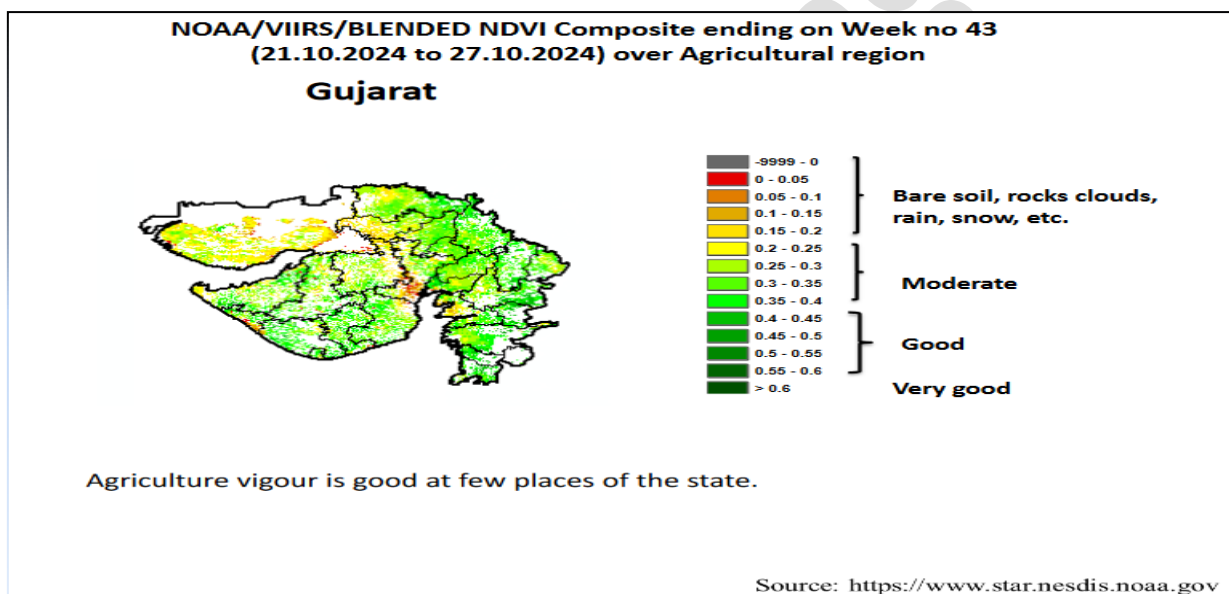 NOAA/VIIRS/BLENDED NDVI Composite ending on Week no 43
(21.10.2024 to 27.10.2024) over Agricultural region
Gujarat
-9999 - 0
0 - 0.05
0.05 - 0.1
0.1 - 0.15
0.15 - 0.2
0.2 - 0.25
0.25 - 0.3
0.3 - 0.35
0.35 - 0.4
0.4 - 0.45
0.45 - 0.5
0.5 - 0.55
0.55 - 0.6
> 0.6
Bare soil, rocks clouds,
rain, snow, etc.
Moderate
Good
Very good
Agriculture vigour is good at few places of the state.
Source: https://www.star.nesdis.noaa.gov